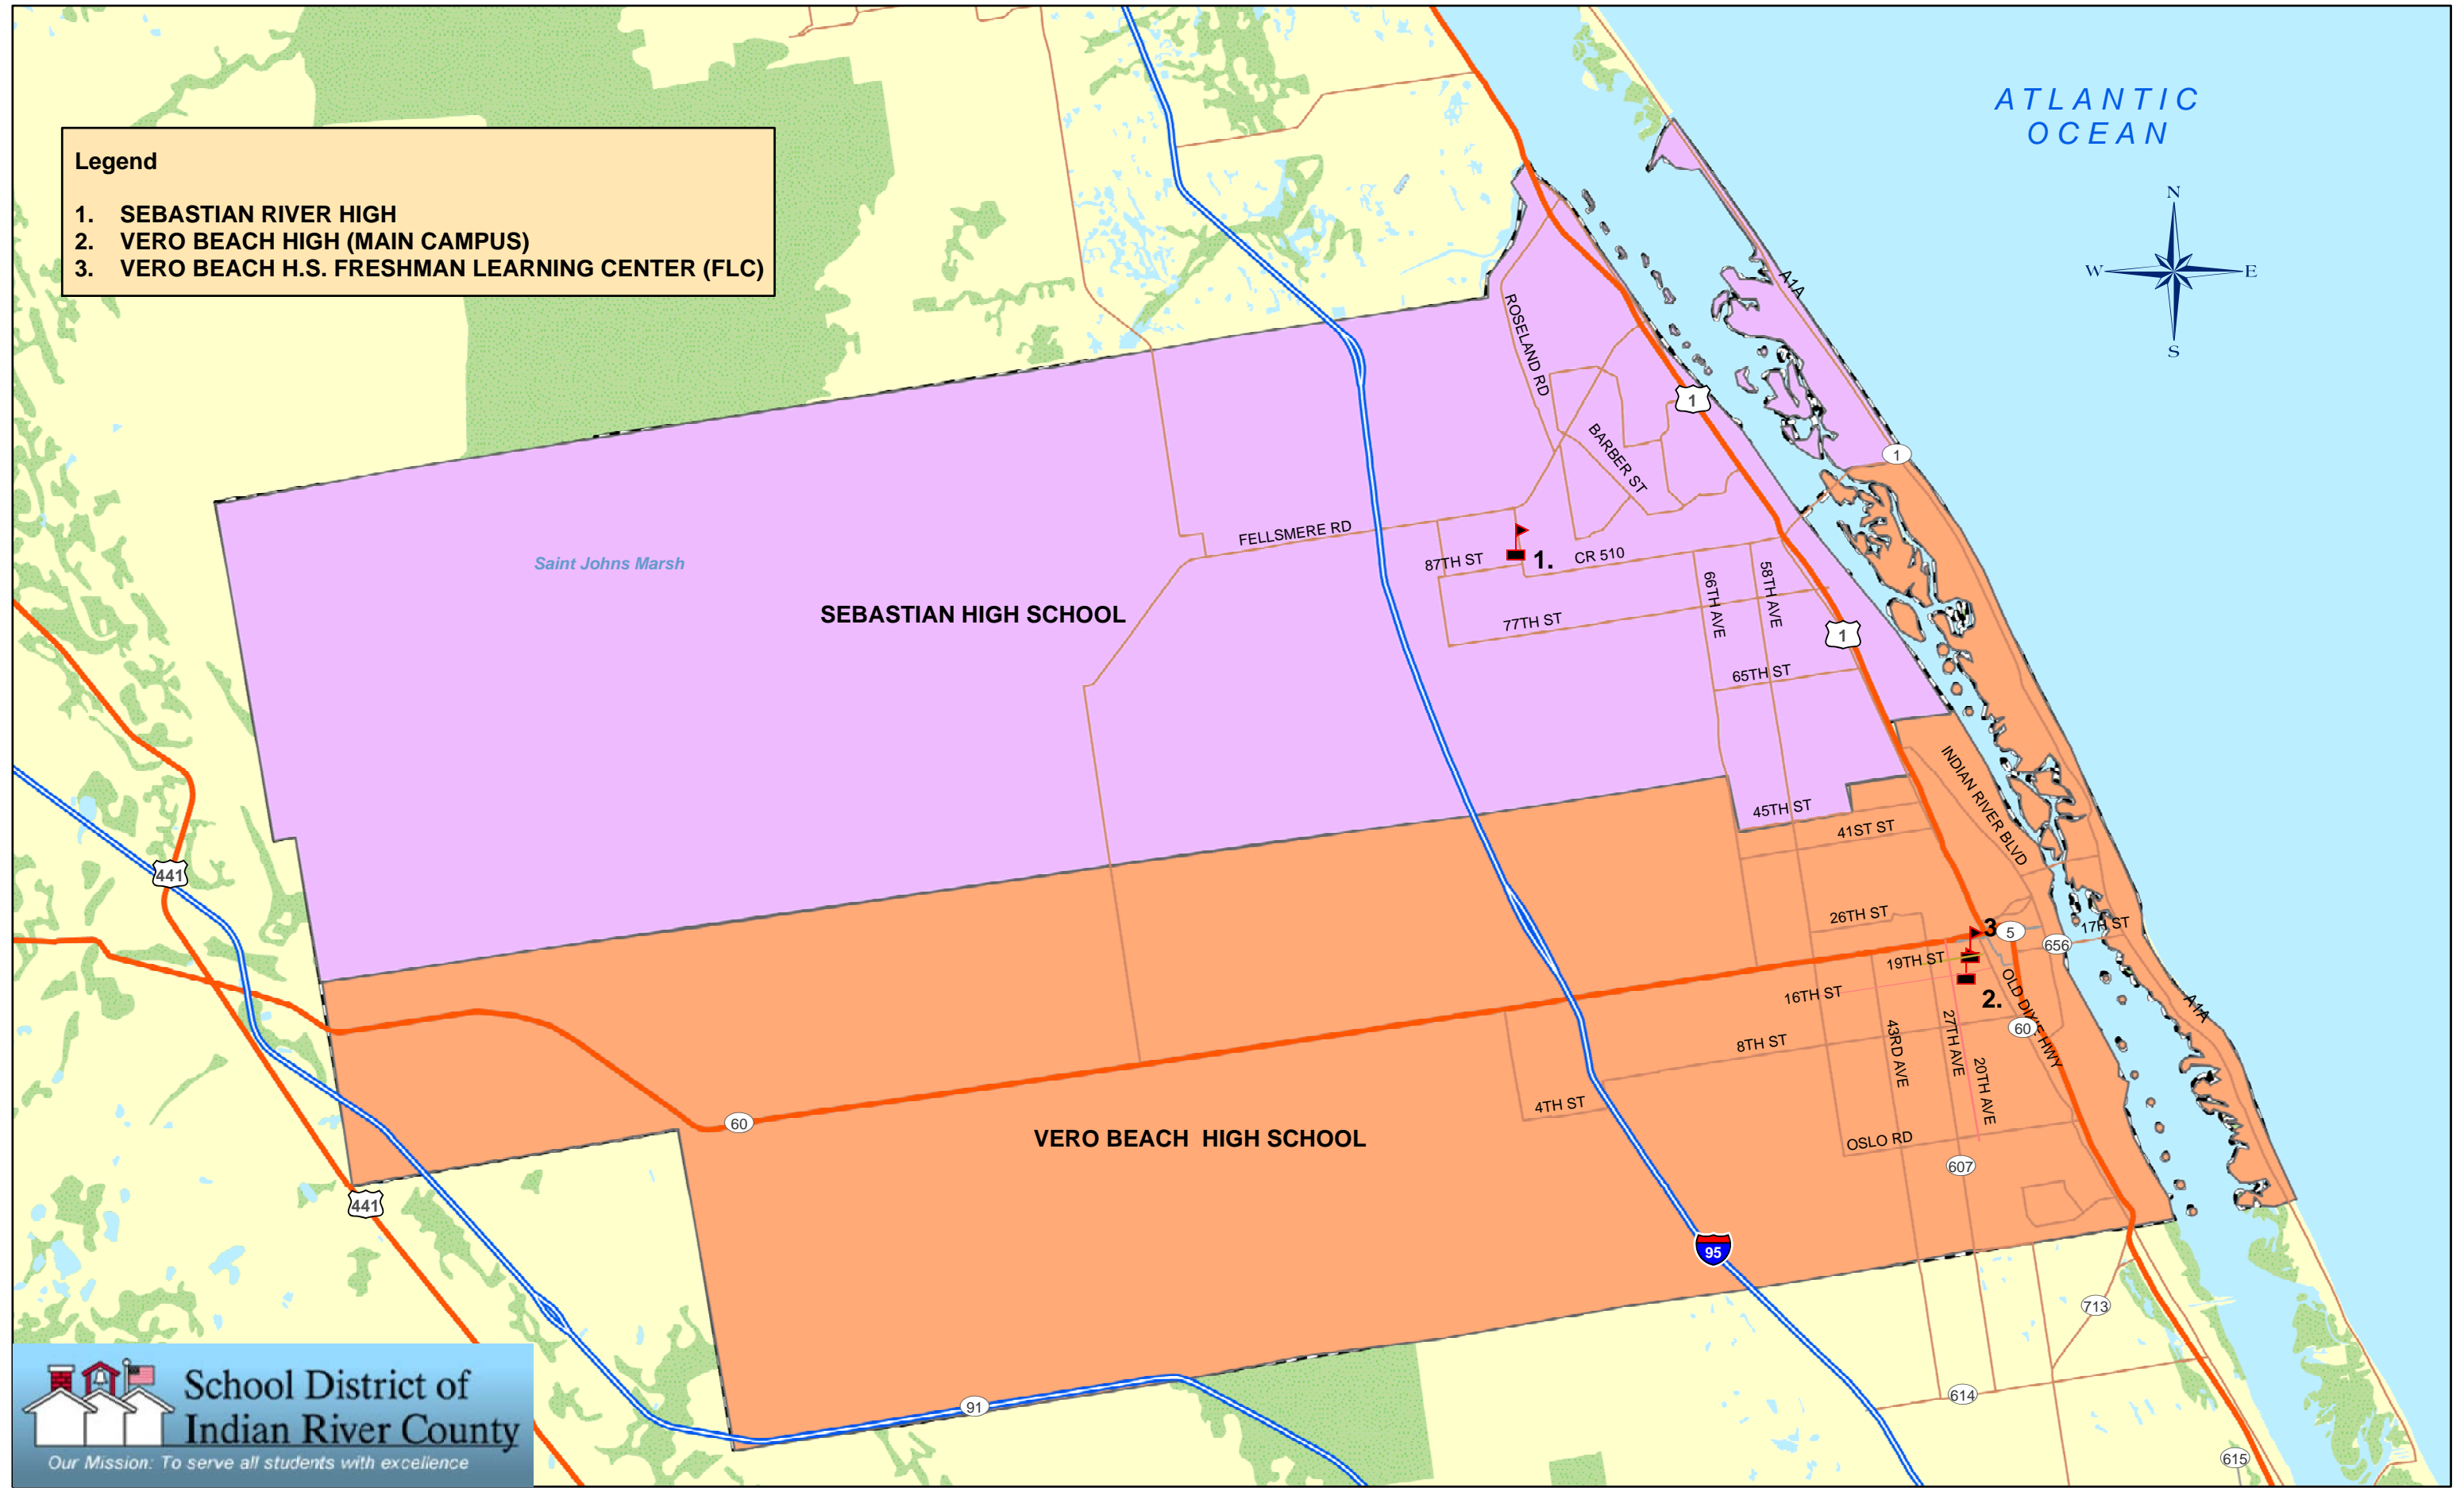 ATLANTIC
OCEAN
N
W
E
S
Legend
1. SEBASTIAN RIVER HIGH
2. VERO BEACH HIGH (MAIN CAMPUS)
3. VERO BEACH H.S. FRESHMAN LEARNING CENTER (FLC)
A1A
ROSELAND RD
1
BARBER ST
1
FELLSMERE RD
87TH ST
1.
CR 510
Saint Johns Marsh
SEBASTIAN HIGH SCHOOL
66TH AVE
58TH AVE
77TH ST
1
65TH ST
INDIAN RIVER BLVD
45TH ST
41ST ST
441
26TH ST
3
5
17H ST
656
19TH ST
16TH ST
2.
OLD DIXIE HWY
A1A
60
43RD AVE
27TH AVE
20TH AVE
8TH ST
4TH ST
60
VERO BEACH  HIGH SCHOOL
OSLO RD
607
441
95
713
614
91
615
School District of
Indian River County
Our Mission: To serve all students with excellence